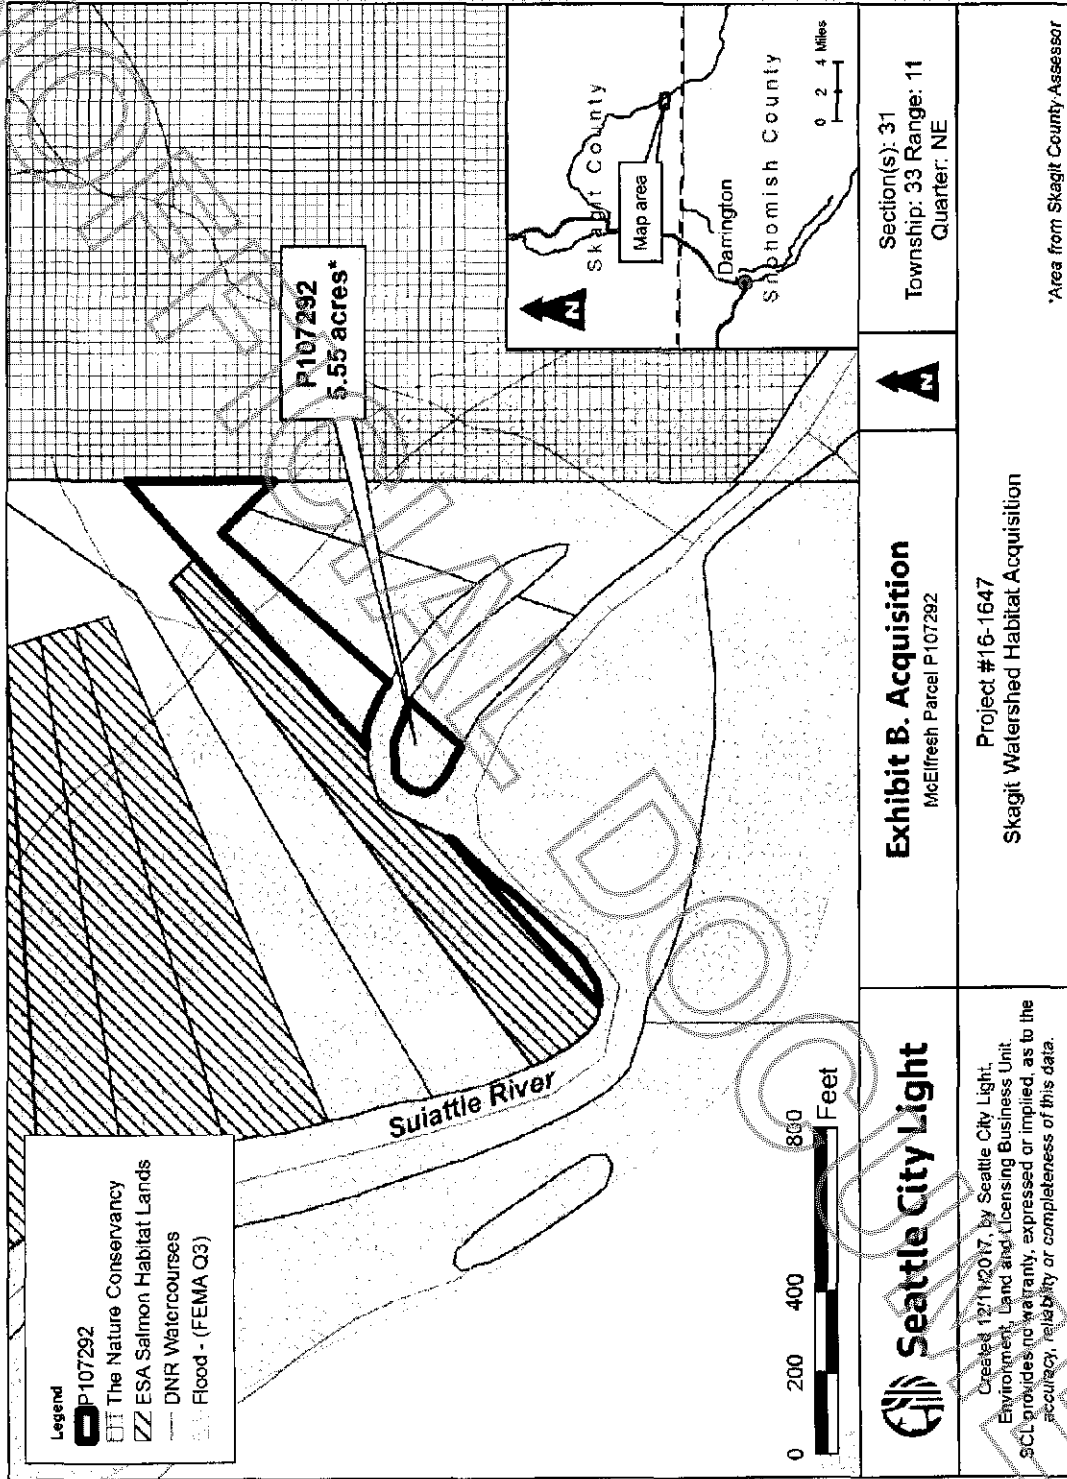 Legend
P107292
The Nature Conservancy
ESA Salmon Habitat Lands
DNR Watercourses
Flood - (FEMA Q3)
Suiattle River
P107292
5.55 acres*
0 200 400 800
Feet
N
Skagit County
Map area
Darrington
Snohomish County
0 2 4 Miles
Seattle City Light
Created 12/11/2017, by Seattle City Light,
Environment, Land and Licensing Business Unit.
SCL provides no warranty, expressed or implied, as to the
accuracy, reliability or completeness of this data.
Exhibit B. Acquisition
McElfresh Parcel P107292
Project #16-1647
Skagit Watershed Habitat Acquisition
N
Section(s): 31
Township: 33 Range: 11
Quarter: NE
*Area from Skagit County Assessor